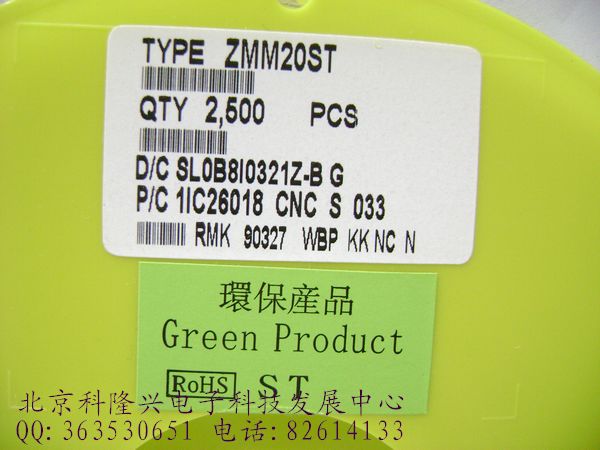 TYPE ZMM20ST
QTY 2,500 PCS
D/C SL0B8I0321Z-B G
P/C 1IC26018 CNC S 033
RMK 90327 WBP KK NC N
環保産品
Green Product
RoHS ST
北京科隆兴电子科技发展中心
QQ:363530651 电话:82614133